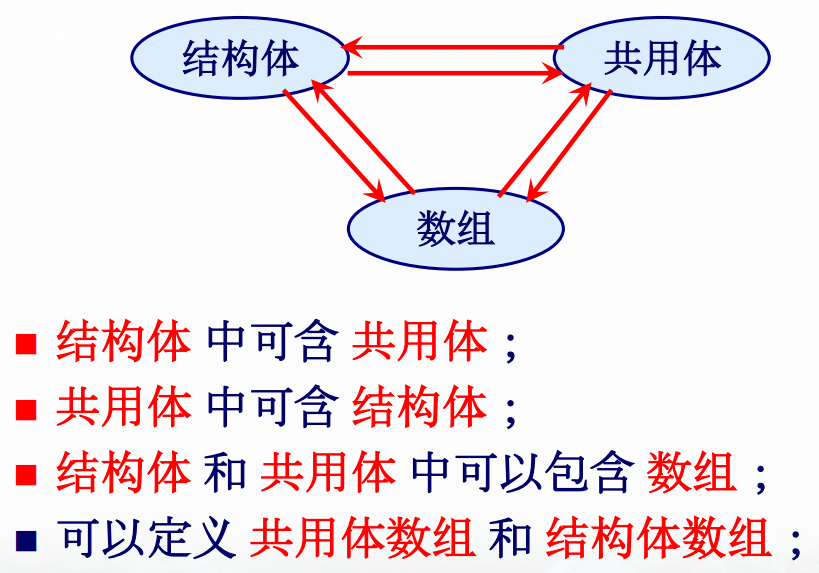 结构体 共用体
数组
结构体 中可含 共用体；
共用体 中可含 结构体；
结构体 和 共用体 中可以包含 数组；
可以定义 共用体数组 和 结构体数组；